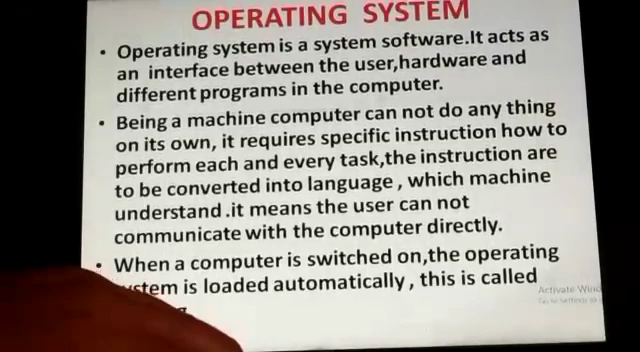 OPERATING SYSTEM
• Operating system is a system software.It acts as
an interface between the user,hardware and
different programs in the computer.
• Being a machine computer can not do any thing
on its own, it requires specific instruction how to
perform each and every task,the instruction are
to be converted into language , which machine
understand .it means the user can not
communicate with the computer directly.
• When a computer is switched on,the operating
is loaded automatically , this is called
Activate Wind